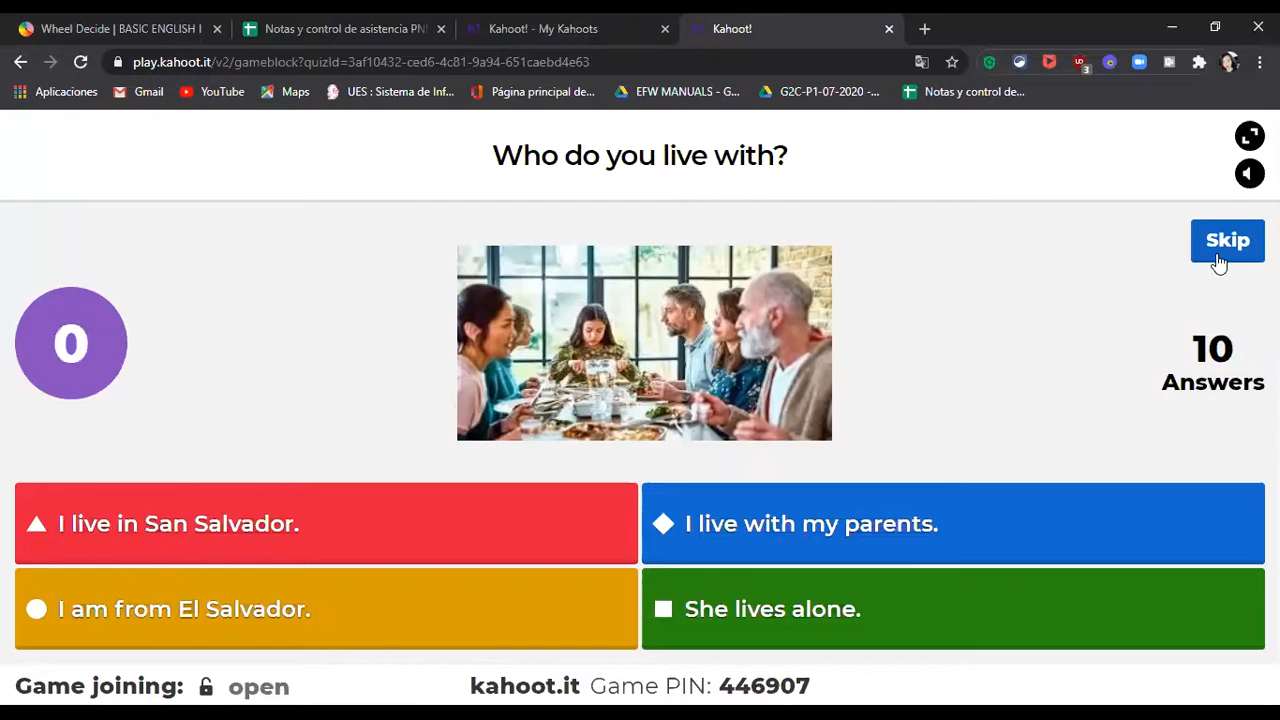 Wheel Decide | BASIC ENGLISH I
Notas y control de asistencia PN
Kahoot! - My Kahoots
Kahoot!
play.kahoot.it/v2/gameblock?quizId=3af10432-ced6-4c81-9a94-651caebd4e63
3
Aplicaciones
Gmail
YouTube
Maps
UES : Sistema de Inf...
Página principal de...
EFW MANUALS - G...
G2C-P1-07-2020 -...
Notas y control de...
Who do you live with?
Skip
0
10
Answers
I live in San Salvador.
I live with my parents.
I am from El Salvador.
She lives alone.
Game joining: open
kahoot.it Game PIN: 446907